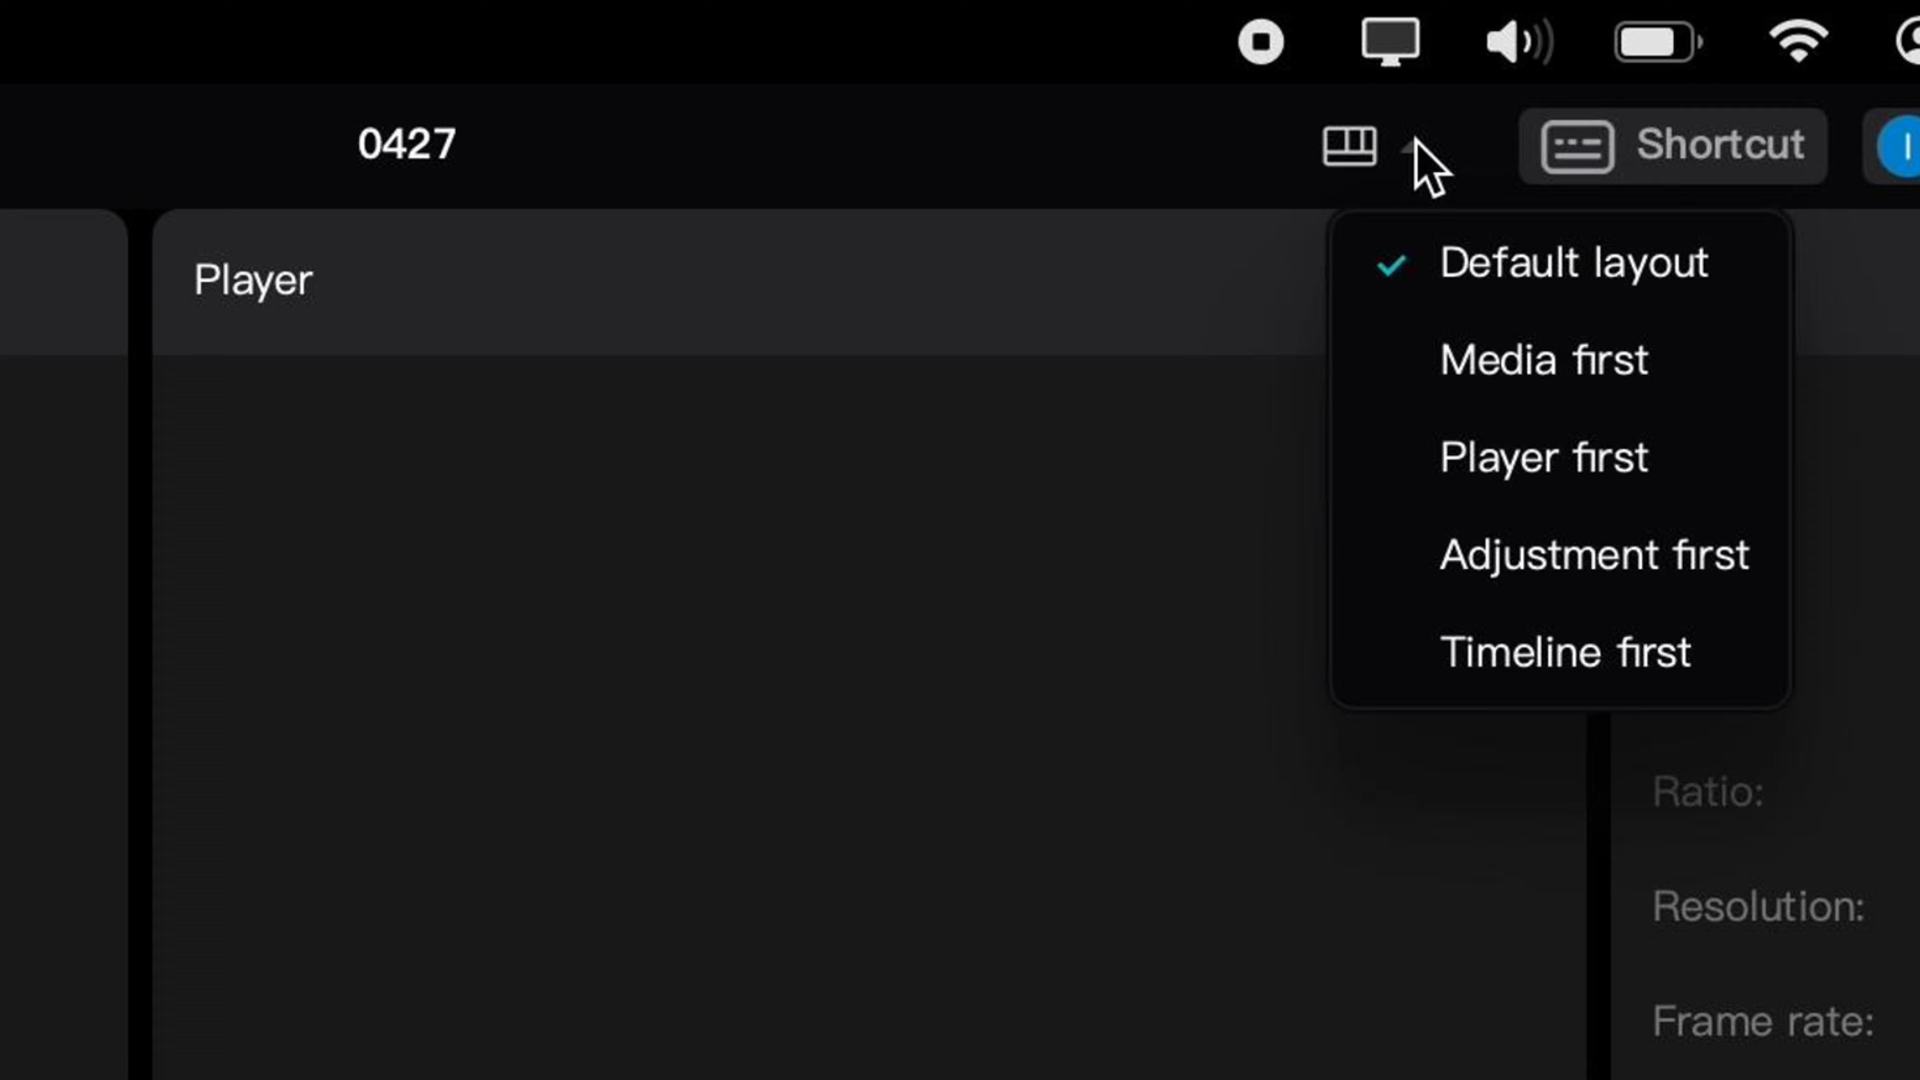 0427
Shortcut
Player
Default layout
Media first
Player first
Adjustment first
Timeline first
Ratio:
Resolution:
Frame rate: